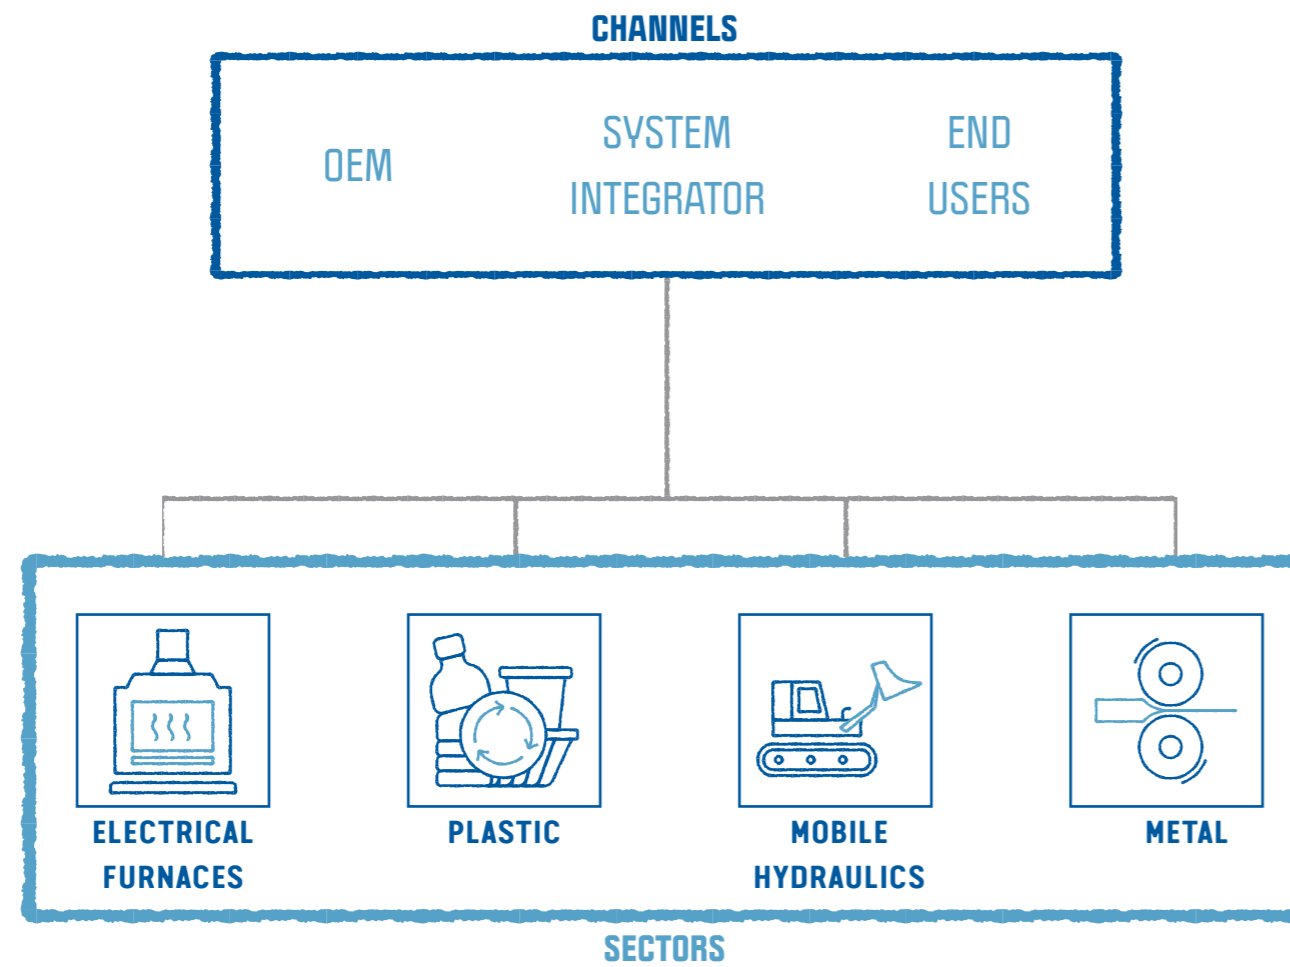 CHANNELS
OEM
SYSTEM
INTEGRATOR
END
USERS
ELECTRICAL
FURNACES
PLASTIC
MOBILE
HYDRAULICS
METAL
SECTORS